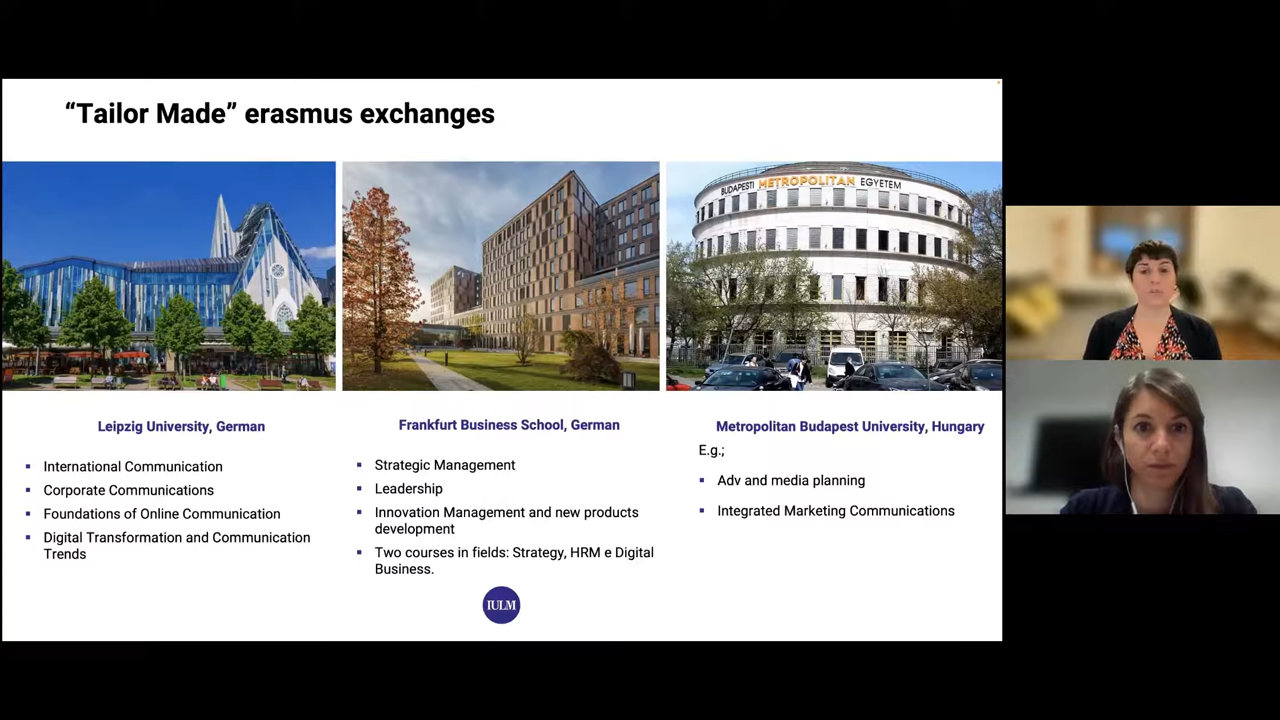 “Tailor Made” erasmus exchanges
BUDAPESTI METROPOLITAN EGYETEM
Leipzig University, German
▪ International Communication
▪ Corporate Communications
▪ Foundations of Online Communication
▪ Digital Transformation and Communication
Trends
Frankfurt Business School, German
▪ Strategic Management
▪ Leadership
▪ Innovation Management and new products
development
▪ Two courses in fields: Strategy, HRM e Digital
Business.
Metropolitan Budapest University, Hungary
E.g.;
▪ Adv and media planning
▪ Integrated Marketing Communications
IULM